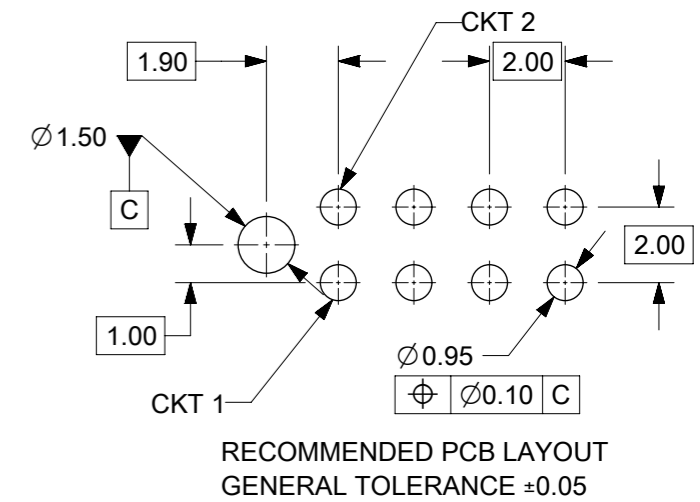 CKT 2
1.90
2.00
∅1.50
C
2.00
1.00
∅0.95
⌖ ∅0.10 C
CKT 1
RECOMMENDED PCB LAYOUT
GENERAL TOLERANCE ±0.05